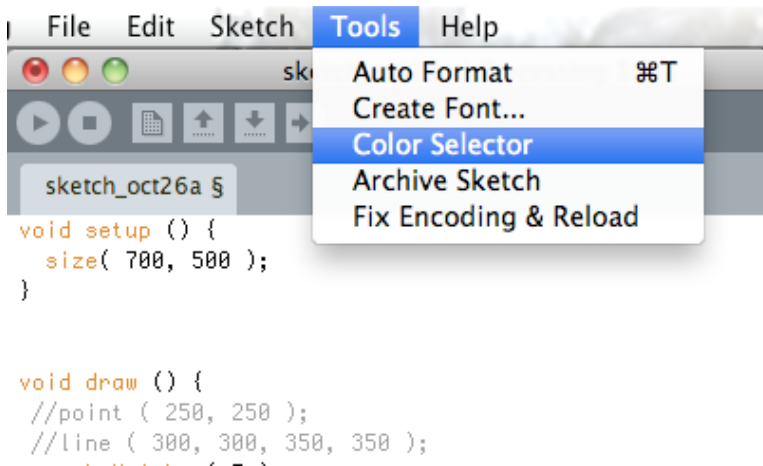 File Edit Sketch Tools Help
Auto Format ⌘T
Create Font...
Color Selector
Archive Sketch
Fix Encoding & Reload
sketch_oct26a §
void setup () {
  size( 700, 500 );
}
void draw () {
 //point ( 250, 250 );
 //line ( 300, 300, 350, 350 );